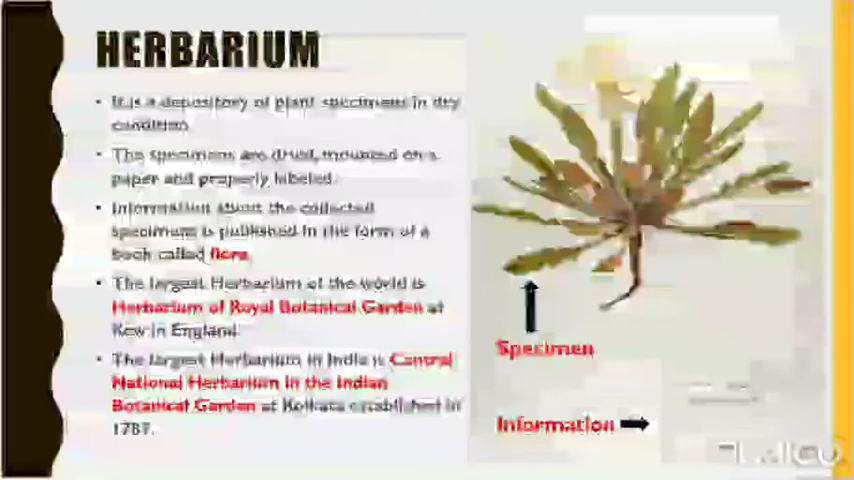 HERBARIUM
• It is a depository of plant specimens in dry
condition.
• The specimens are dried, mounted on a
paper and properly labeled.
• Information about the collected
specimens is published in the form of a
book called flora.
• The largest Herbarium of the world is
Herbarium of Royal Botanical Garden at
Kew in England.
• The largest Herbarium in India is Central
National Herbarium in the Indian
Botanical Garden at Kolkata established in
1787.
Specimen
Information